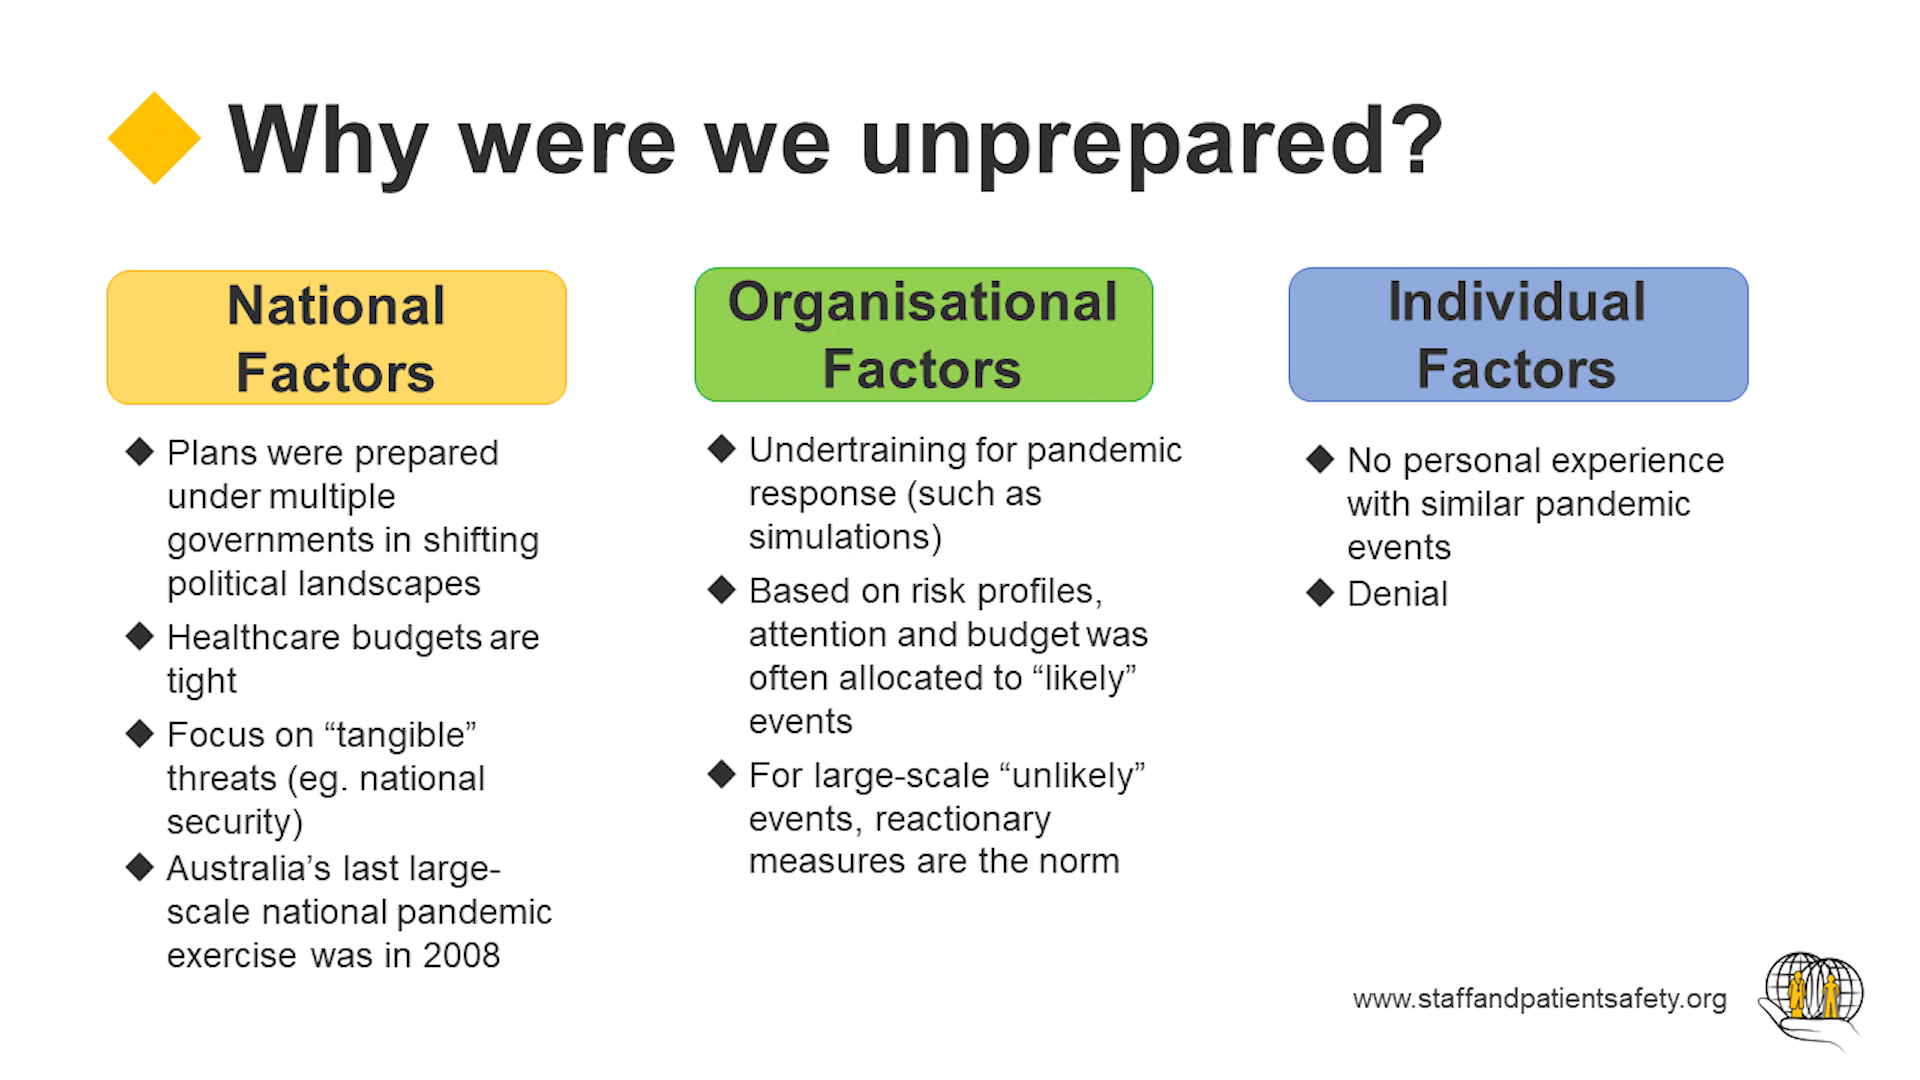 Why were we unprepared?
National
Factors
Plans were prepared
under multiple
governments in shifting
political landscapes
Healthcare budgets are
tight
Focus on “tangible”
threats (eg. national
security)
Australia’s last large-
scale national pandemic
exercise was in 2008
Organisational
Factors
Undertraining for pandemic
response (such as
simulations)
Based on risk profiles,
attention and budget was
often allocated to “likely”
events
For large-scale “unlikely”
events, reactionary
measures are the norm
Individual
Factors
No personal experience
with similar pandemic
events
Denial
www.staffandpatientsafety.org